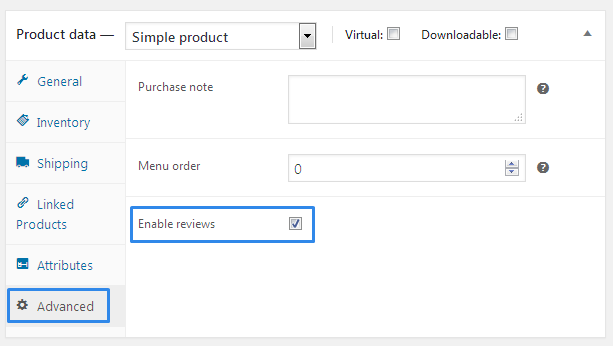 Product data — Simple product Virtual: Downloadable:
General
Inventory
Shipping
Linked
Products
Attributes
Advanced
Purchase note
Menu order 0
Enable reviews